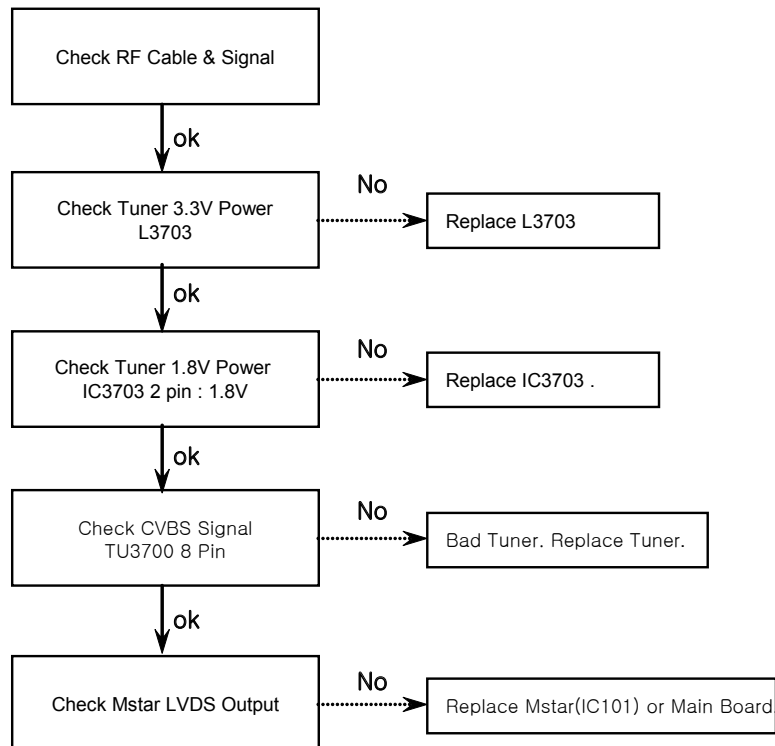 Check RF Cable & Signal
ok
Check Tuner 3.3V Power
L3703
No
Replace L3703
ok
Check Tuner 1.8V Power
IC3703 2 pin : 1.8V
No
Replace IC3703 .
ok
Check CVBS Signal
TU3700 8 Pin
No
Bad Tuner. Replace Tuner.
ok
Check Mstar LVDS Output
No
Replace Mstar(IC101) or Main Board.